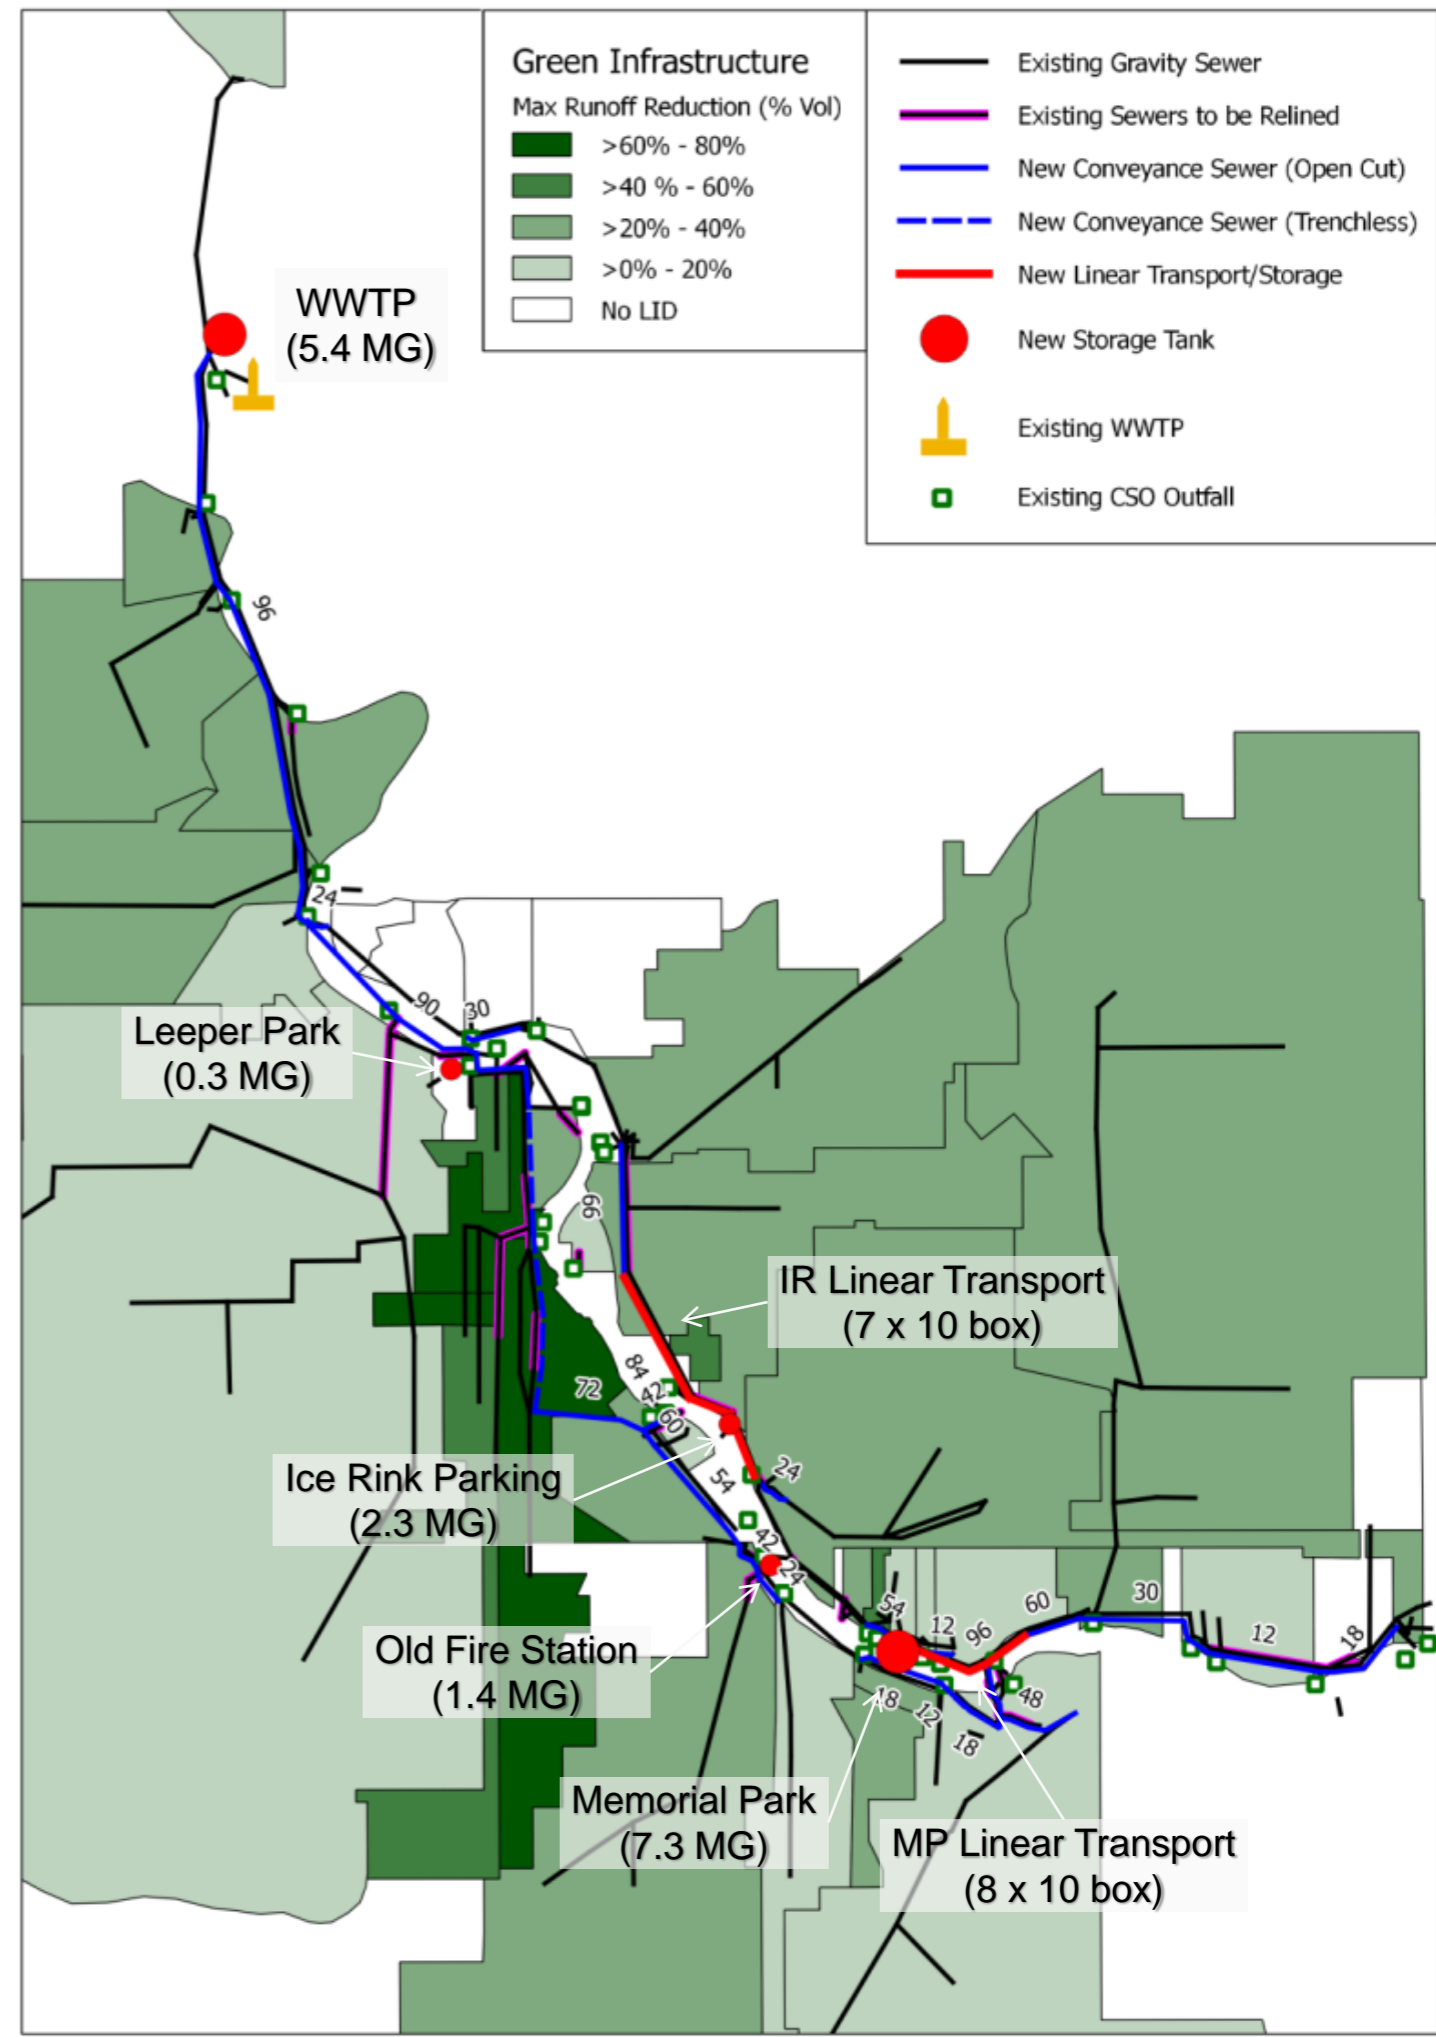 Green Infrastructure
Max Runoff Reduction (% Vol)
>60% - 80%
>40 % - 60%
>20% - 40%
>0% - 20%
No LID
Existing Gravity Sewer
Existing Sewers to be Relined
New Conveyance Sewer (Open Cut)
New Conveyance Sewer (Trenchless)
New Linear Transport/Storage
New Storage Tank
Existing WWTP
Existing CSO Outfall
WWTP
(5.4 MG)
96
24
90
30
Leeper Park
(0.3 MG)
66
IR Linear Transport
(7 x 10 box)
84
72
42
60
54
24
Ice Rink Parking
(2.3 MG)
42
24
54
12
96
60
30
12
18
Old Fire Station
(1.4 MG)
18
12
48
18
Memorial Park
(7.3 MG)
MP Linear Transport
(8 x 10 box)